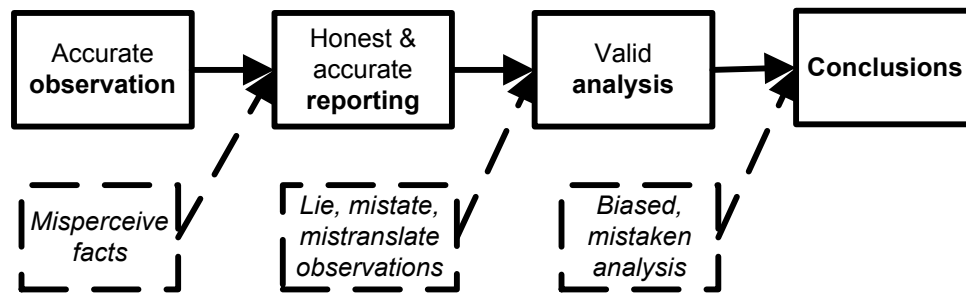 Accurate
observation
Honest &
accurate
reporting
Valid
analysis
Conclusions
Misperceive
facts
Lie, mistate,
mistranslate
observations
Biased,
mistaken
analysis